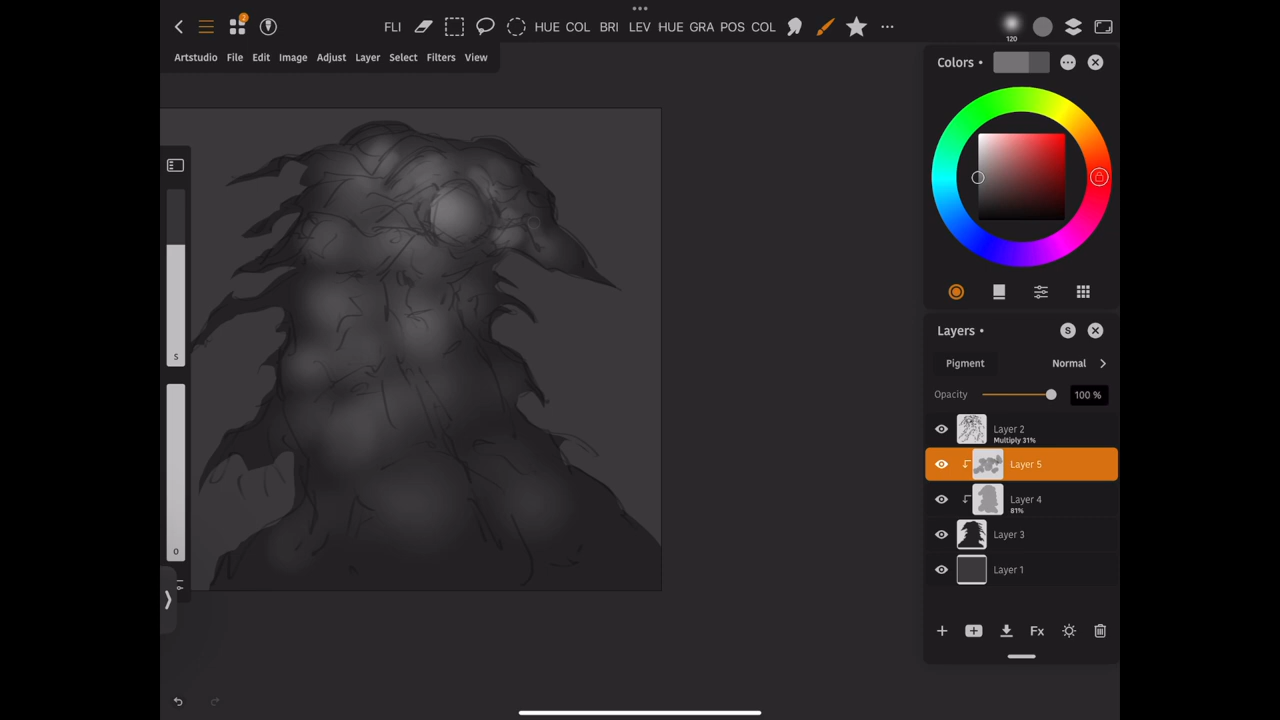 FLI HUE COL BRI LEV HUE GRA POS COL
120
Artstudio File Edit Image Adjust Layer Select Filters View
Colors
Layers S
Pigment Normal
Opacity 100 %
Layer 2
Multiply 31%
Layer 5
Layer 4
81%
Layer 3
Layer 1
Fx
S
O
2